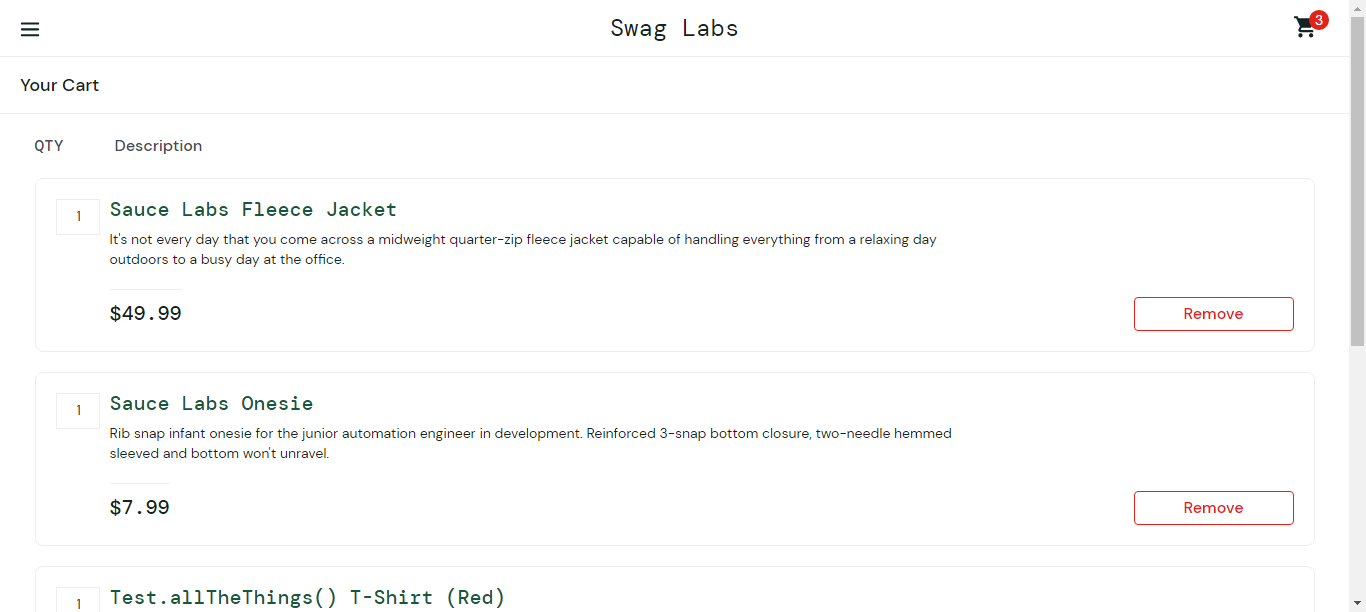 Swag Labs
3
Your Cart
QTY Description
1
Sauce Labs Fleece Jacket
It's not every day that you come across a midweight quarter-zip fleece jacket capable of handling everything from a relaxing day
outdoors to a busy day at the office.
$49.99
Remove
1
Sauce Labs Onesie
Rib snap infant onesie for the junior automation engineer in development. Reinforced 3-snap bottom closure, two-needle hemmed
sleeved and bottom won't unravel.
$7.99
Remove
1
Test.allTheThings() T-Shirt (Red)